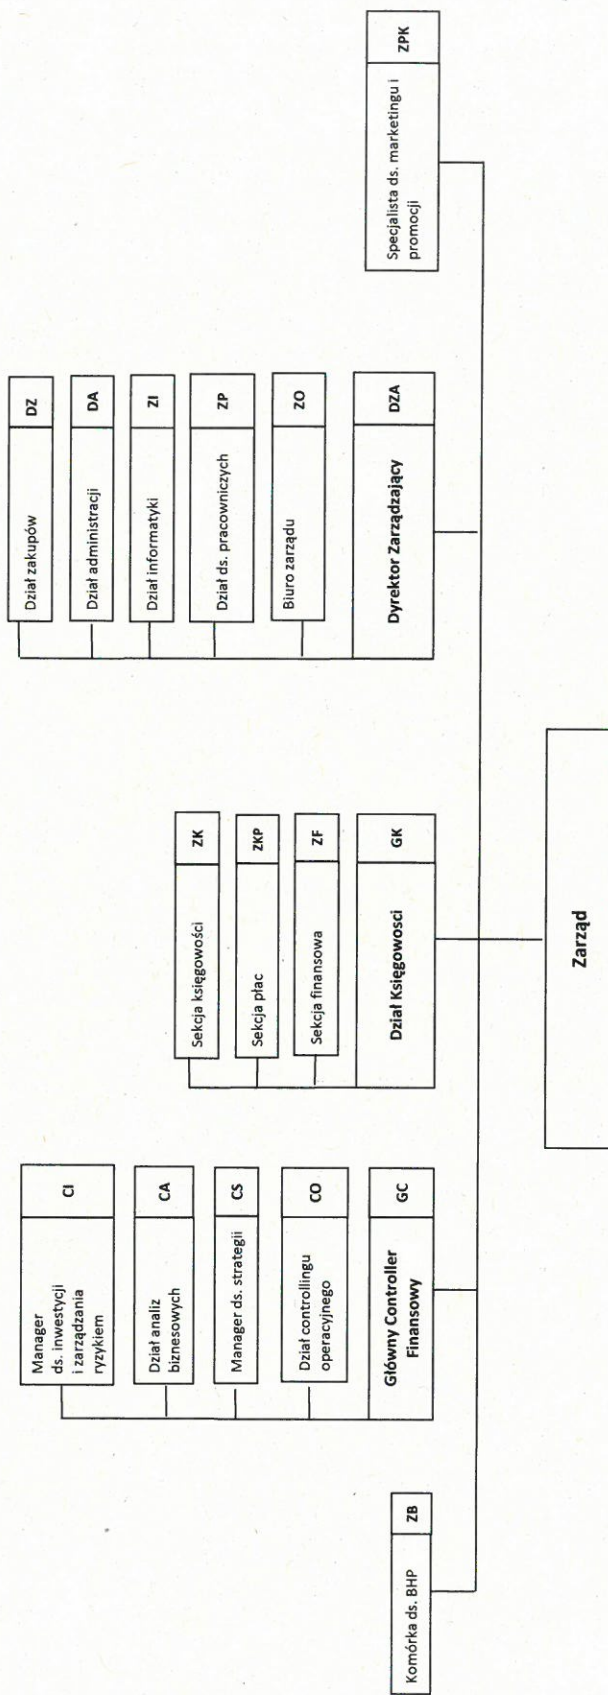 Komórka ds. BHP ZB
Manager
ds. inwestycji
i zarządzania
ryzykiem
CI
Dział analiz
biznesowych
CA
Manager ds. strategii CS
Dział controllingu
operacyjnego
CO
Główny Controller
Finansowy
GC
Sekcja księgowości ZK
Sekcja płac ZKP
Sekcja finansowa ZF
Dział Księgowosci GK
Dział zakupów DZ
Dział administracji DA
Dział informatyki ZI
Dział ds. pracowniczych ZP
Biuro zarządu ZO
Dyrektor Zarządzający DZA
Specjalista ds. marketingu i
promocji
ZPK
Zarząd